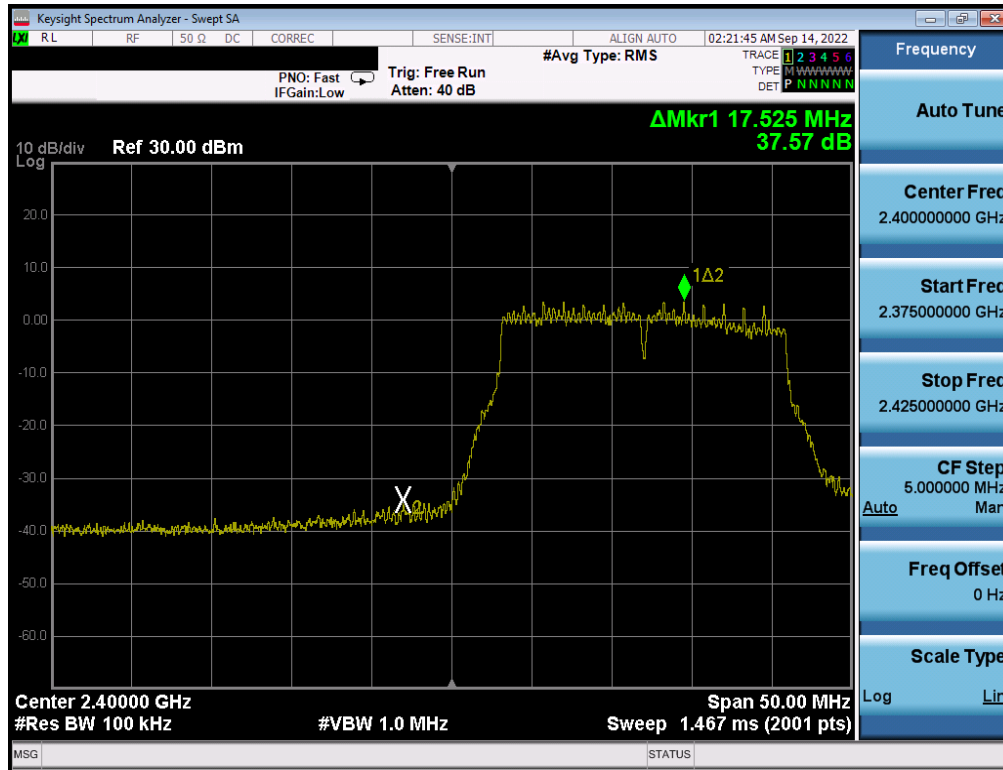 Keysight Spectrum Analyzer - Swept SA
LXI RL RF 50 Ω DC CORREC SENSE:INT ALIGN AUTO 02:21:45 AM Sep 14, 2022
#Avg Type: RMS
TRACE 1 2 3 4 5 6
TYPE M WWWWW
DET P N N N N N
PNO: Fast
IFGain:Low
Trig: Free Run
Atten: 40 dB
ΔMkr1 17.525 MHz
37.57 dB
10 dB/div
Log
Ref 30.00 dBm
20.0
10.0
0.00
-10.0
-20.0
-30.0
-40.0
-50.0
-60.0
1Δ2
X
2
Center 2.40000 GHz
Span 50.00 MHz
#Res BW 100 kHz
#VBW 1.0 MHz
Sweep 1.467 ms (2001 pts)
MSG
STATUS
Frequency
Auto Tune
Center Freq
2.400000000 GHz
Start Freq
2.375000000 GHz
Stop Freq
2.425000000 GHz
CF Step
5.000000 MHz
Auto Man
Freq Offset
0 Hz
Scale Type
Log Lin